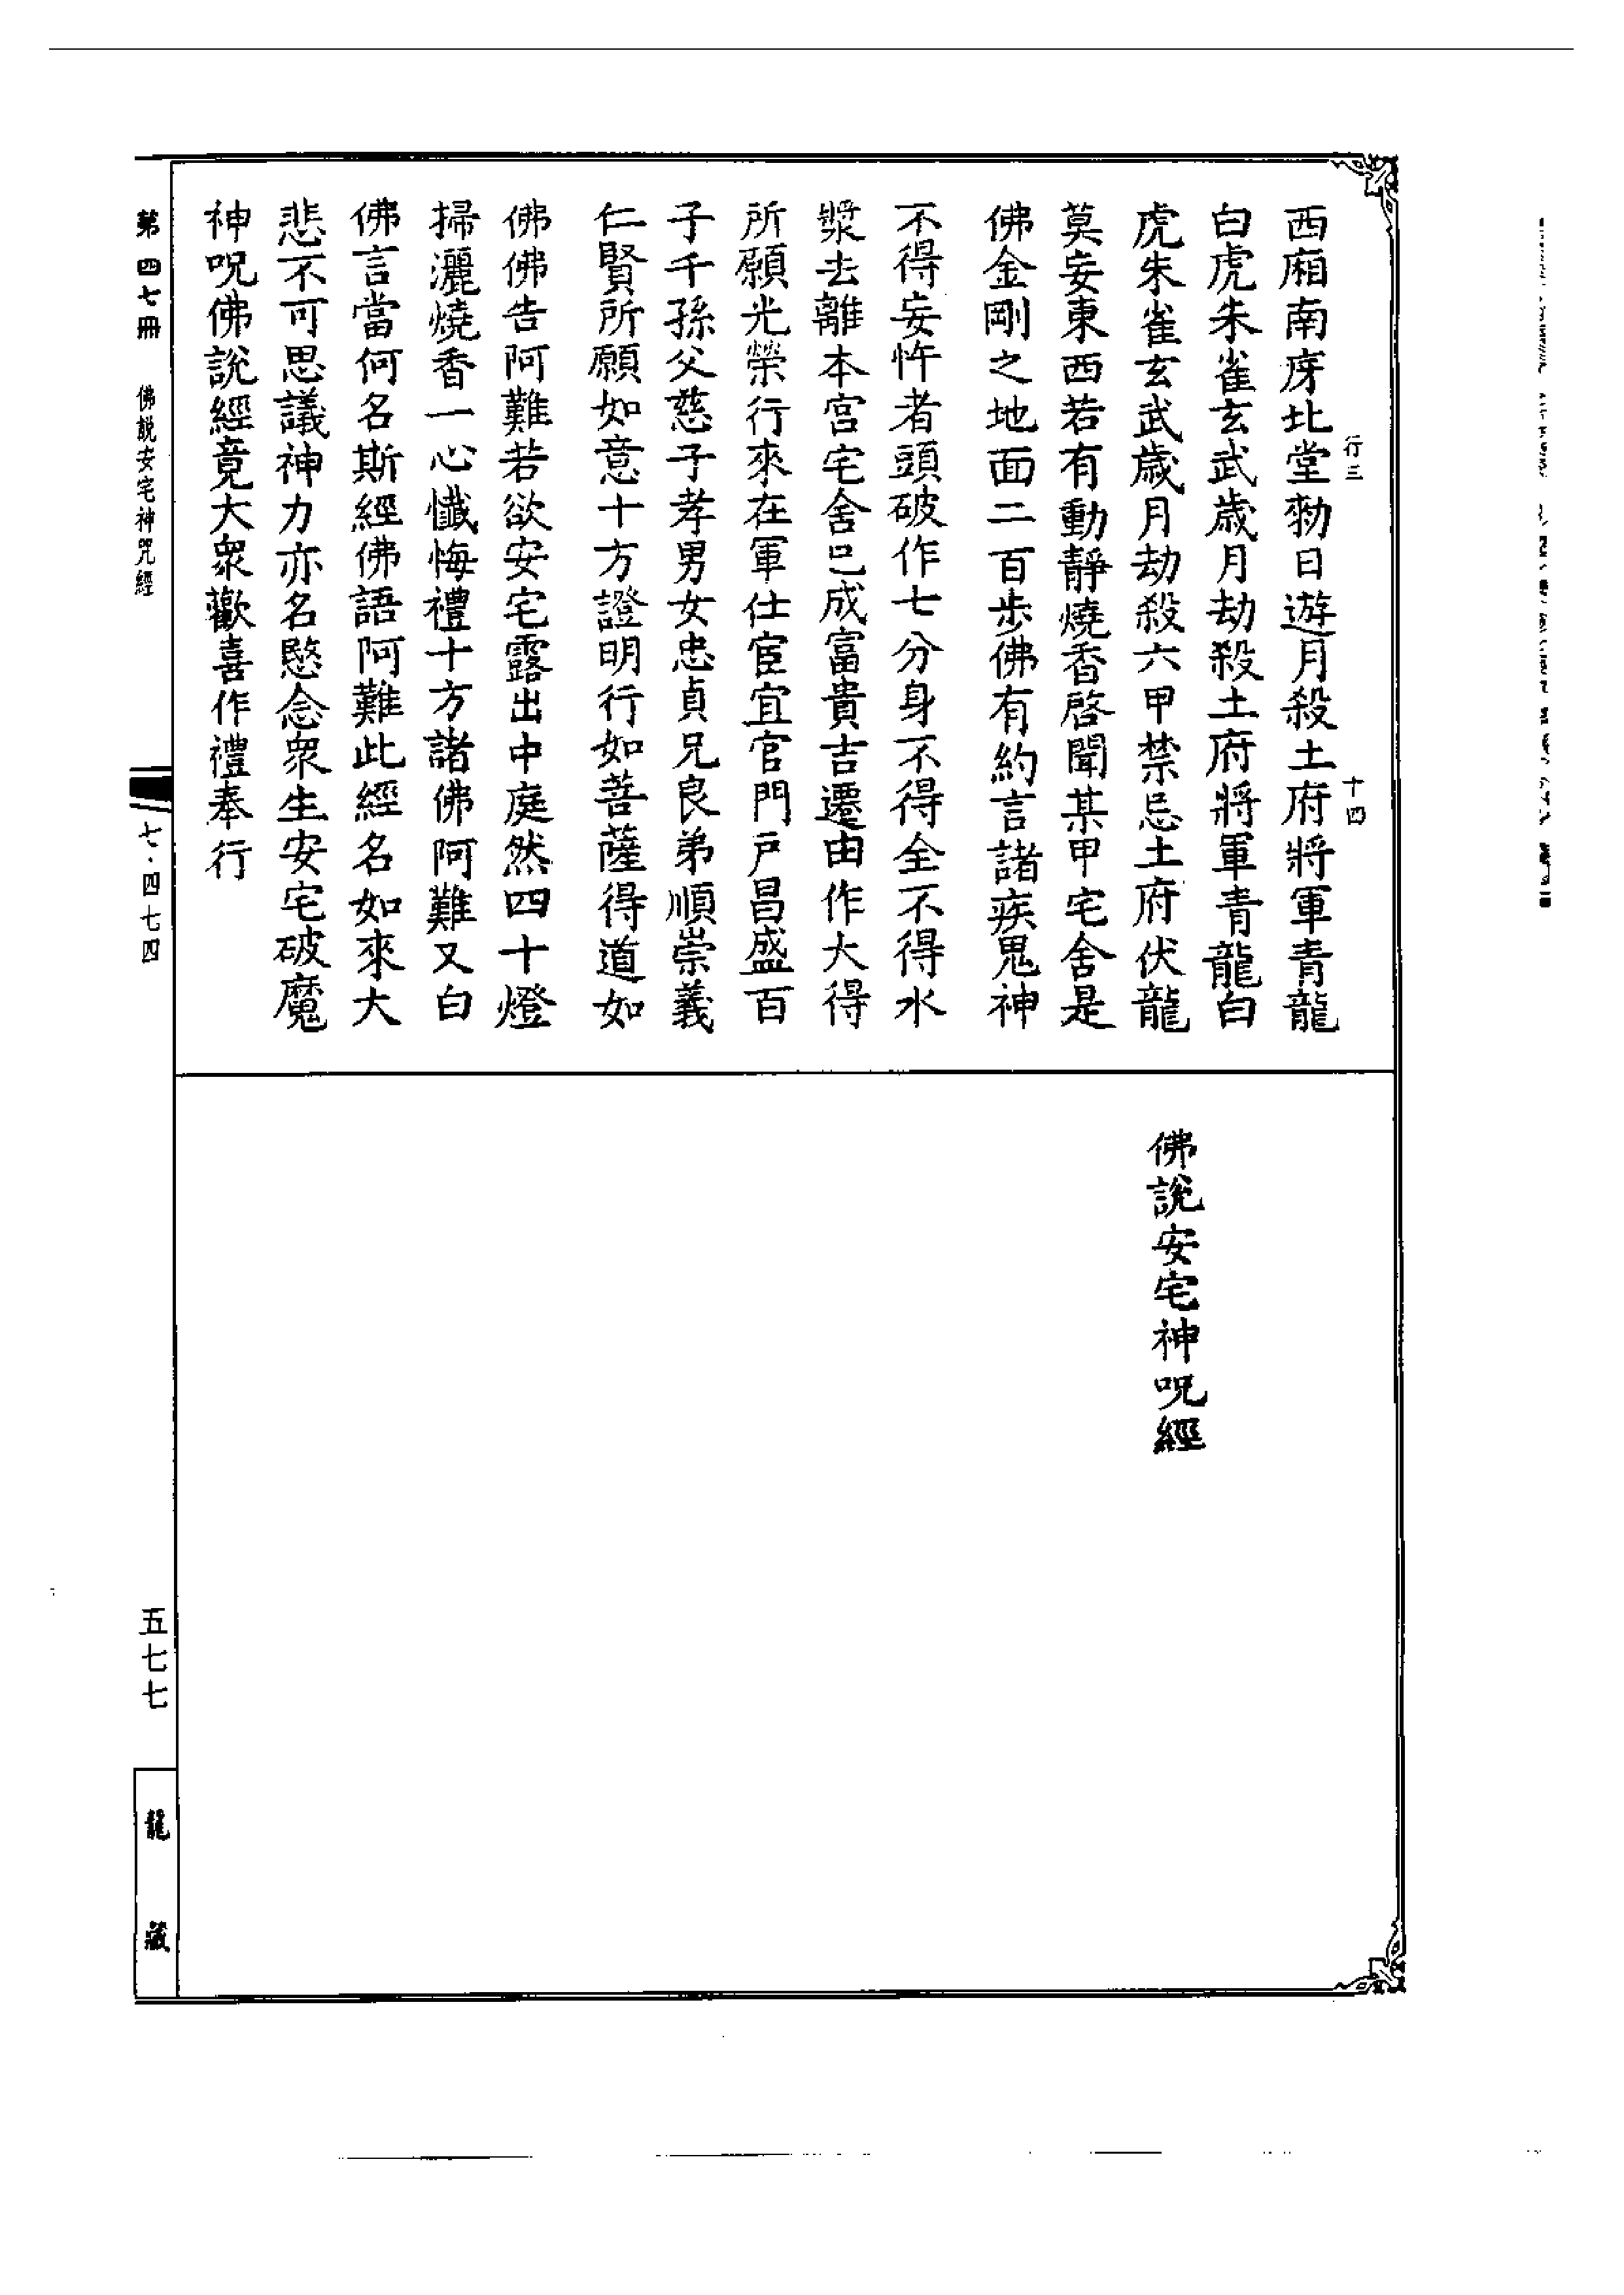 西廂南庌北堂勑日遊月殺土府將軍青龍
白虎朱雀玄武歲月劫殺土府將軍青龍白
虎朱雀玄武歲月劫殺六甲禁忌土府伏龍
莫妄東西若有動靜燒香啓聞某甲宅舍是
佛金剛之地面二百步佛有約言諸疾鬼神
不得妄忤者頭破作七分身不得全不得水
漿去離本宮宅舍已成富貴吉遷由作大得
所願光榮行來在軍仕宦宜官門戸昌盛百
子千孫父慈子孝男女忠貞兄良弟順崇義
仁賢所願如意十方證明行如菩薩得道如
佛佛告阿難若欲安宅露出中庭然四十燈
掃灑燒香一心懺悔禮十方諸佛阿難又白
佛言當何名斯經佛語阿難此經名如來大
悲不可思議神力亦名愍念衆生安宅破魔
神呪佛說經竟大衆歡喜作禮奉行
行三
十四
佛說安宅神呪經
第四七冊
佛說安宅神咒經
七·四七四
五七七
龍藏